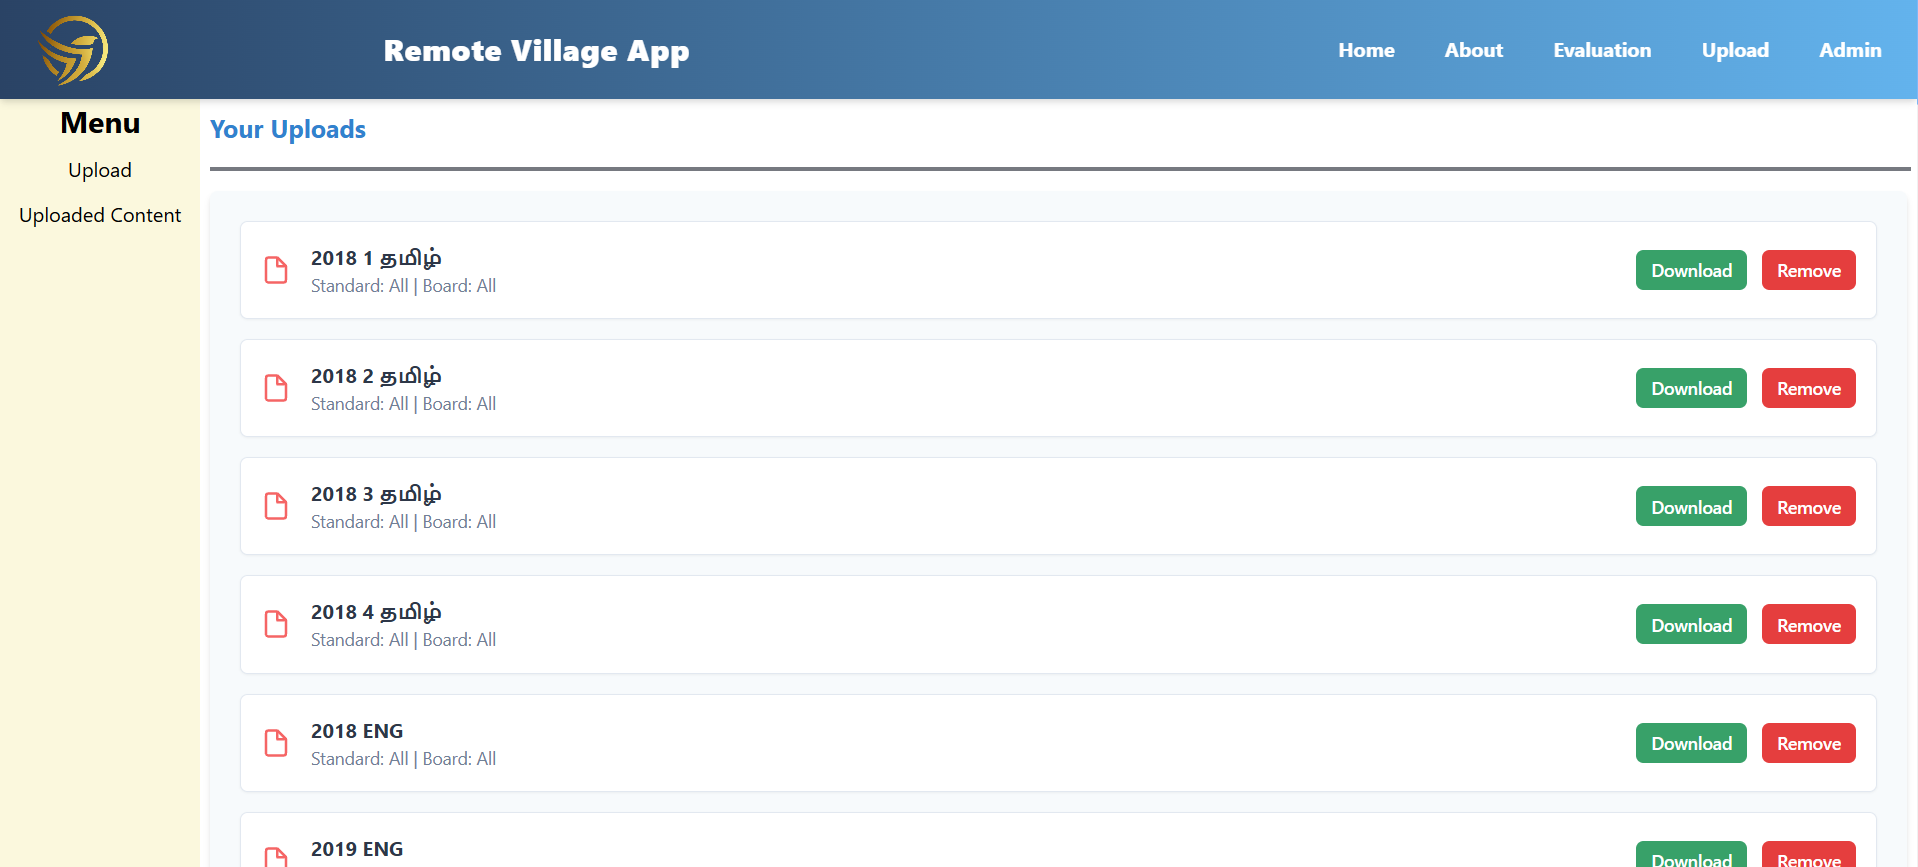 Remote Village App
Home
About
Evaluation
Upload
Admin
Menu
Upload
Uploaded Content
Your Uploads
2018 1 தமிழ்
Standard: All | Board: All
Download
Remove
2018 2 தமிழ்
Standard: All | Board: All
Download
Remove
2018 3 தமிழ்
Standard: All | Board: All
Download
Remove
2018 4 தமிழ்
Standard: All | Board: All
Download
Remove
2018 ENG
Standard: All | Board: All
Download
Remove
2019 ENG
Download
Remove